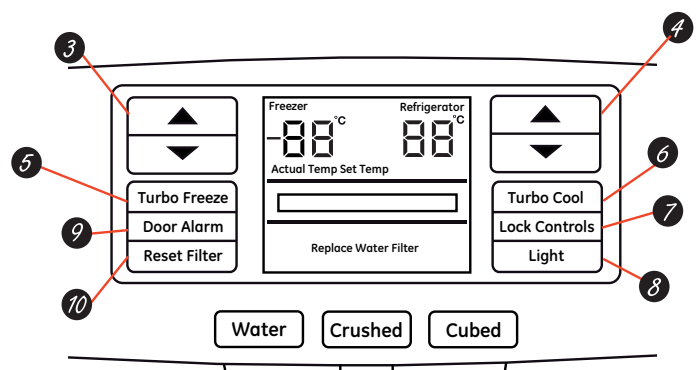 3
4
Freezer Refrigerator
-88 °C 88 °C
Actual Temp Set Temp
5
6
Turbo Freeze
Turbo Cool
7
9
Door Alarm
Lock Controls
Reset Filter
Replace Water Filter
Light
8
10
Water Crushed Cubed